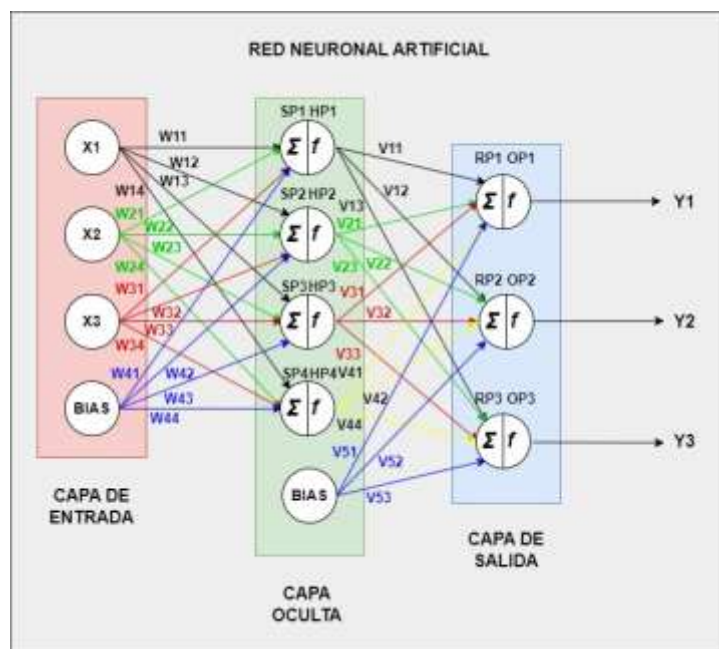 RED NEURONAL ARTIFICIAL
SP1 HP1
X1
W11
W12
W13
W14
Σ f
V11
V12
V13
RP1 OP1
Σ f
Y1
SP2 HP2
X2
W21
W22
W23
W24
Σ f
V21
V22
V23
RP2 OP2
Σ f
Y2
SP3 HP3
X3
W31
W32
W33
W34
Σ f
V31
V32
V33
RP3 OP3
Σ f
Y3
SP4 HP4
BIAS
W41
W42
W43
W44
Σ f
V41
V42
V44
BIAS
V51
V52
V53
CAPA DE
ENTRADA
CAPA
OCULTA
CAPA DE
SALIDA